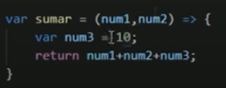 var sumar = (num1,num2) => {
var num3 = 10;
return num1+num2+num3;
}